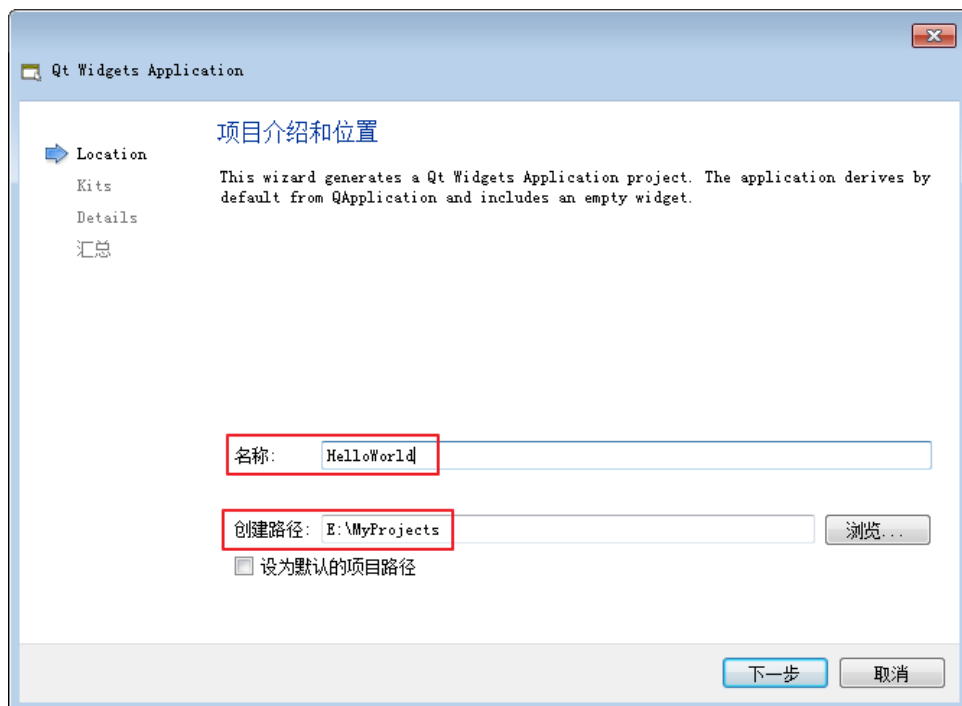 Qt Widgets Application
项目介绍和位置
Location
Kits
Details
汇总
This wizard generates a Qt Widgets Application project. The application derives by
default from QApplication and includes an empty widget.
名称: HelloWorld
创建路径: E:\MyProjects 浏览...
设为默认的项目路径
下一步 取消